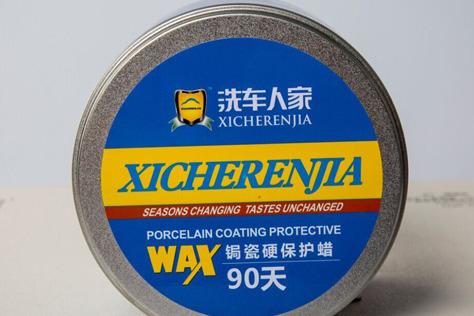 洗车人家
XICHERENJIA
XICHERENJIA
SEASONS CHANGING TASTES UNCHANGED
PORCELAIN COATING PROTECTIVE
WAX 锔瓷硬保护蜡
90天